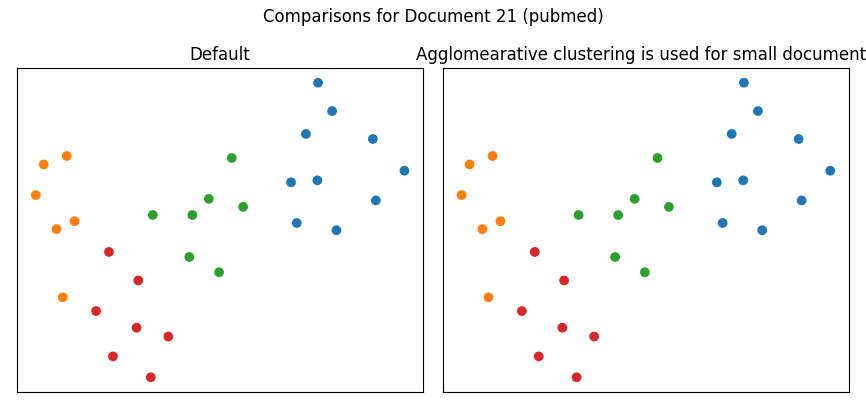 Comparisons for Document 21 (pubmed)
Default
Agglomearative clustering is used for small document